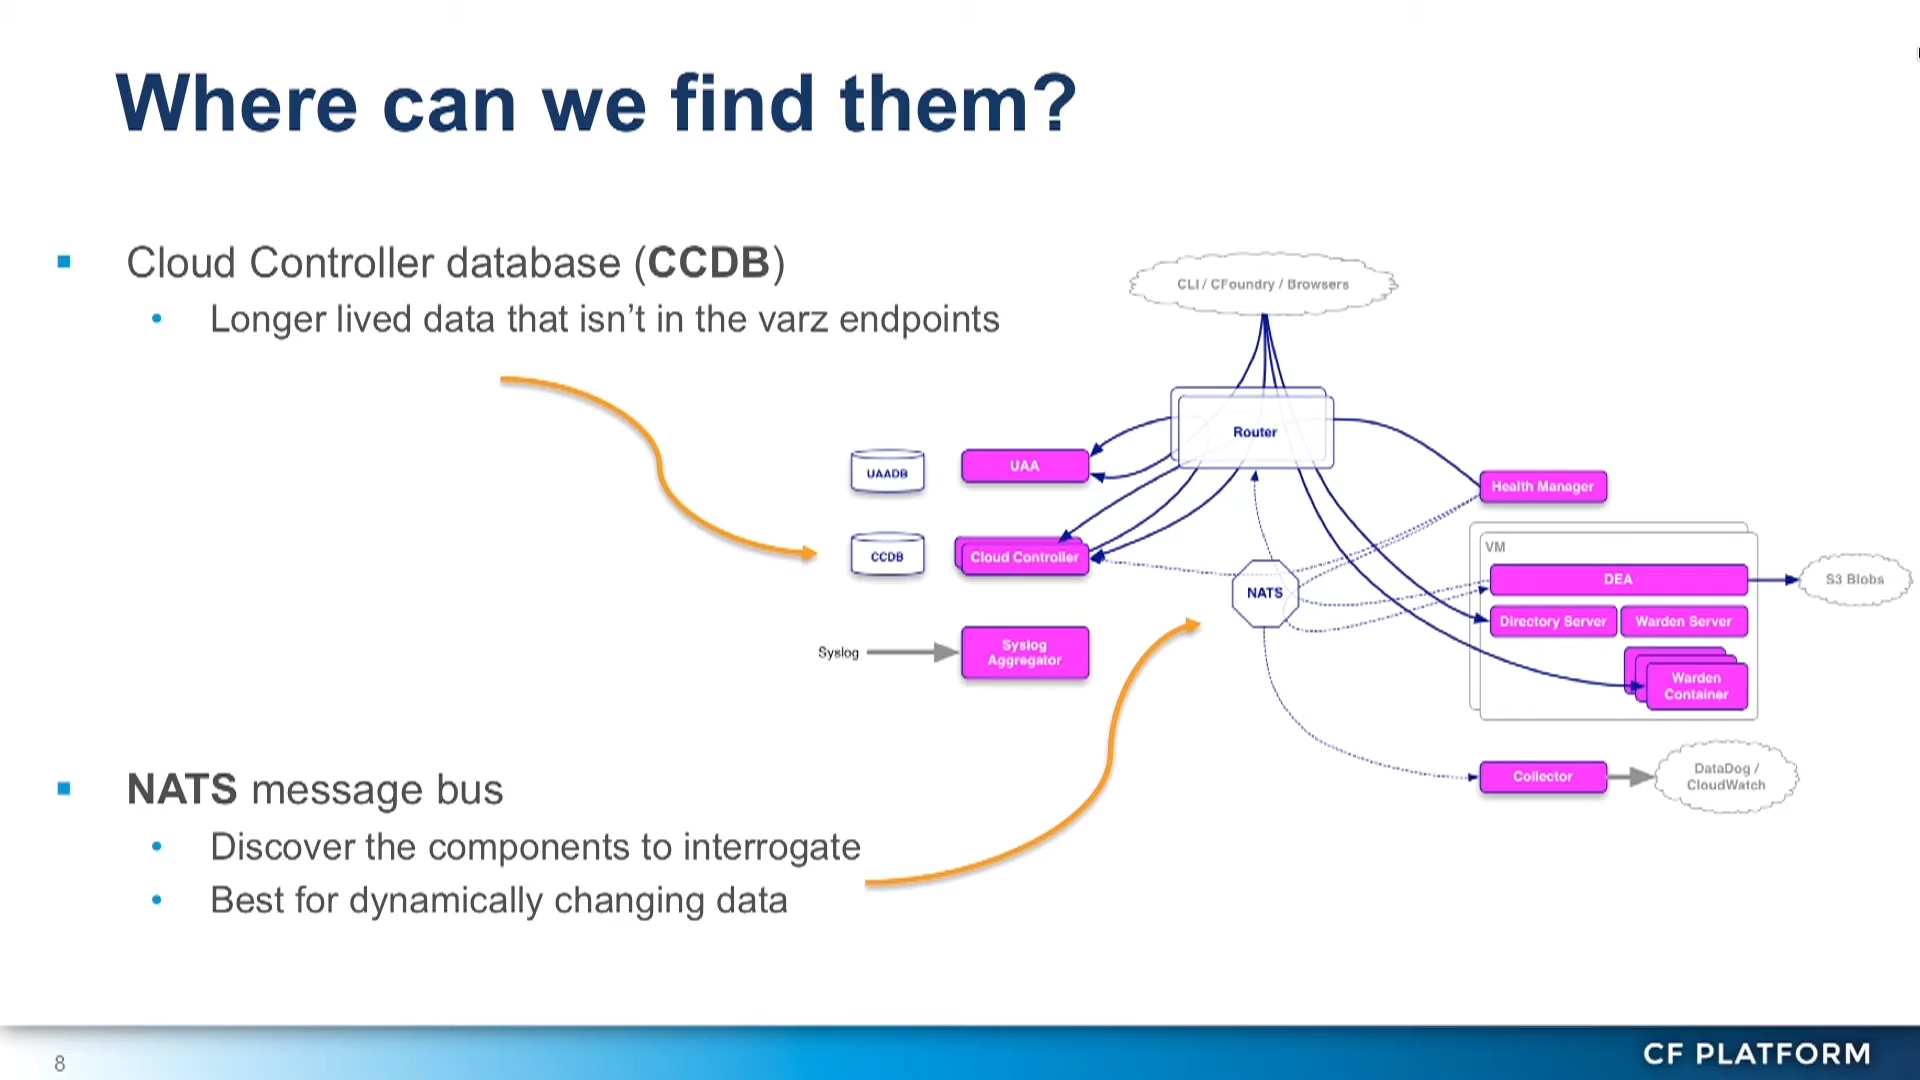 Where can we find them?
Cloud Controller database (CCDB)
Longer lived data that isn’t in the varz endpoints
NATS message bus
Discover the components to interrogate
Best for dynamically changing data
CLI / CFoundry / Browsers
Router
UAADB
UAA
Health Manager
CCDB
Cloud Controller
NATS
VM
DEA
S3 Blobs
Directory Server
Warden Server
Syslog
Syslog
Aggregator
Warden
Container
Collector
DataDog /
CloudWatch
8
CF PLATFORM